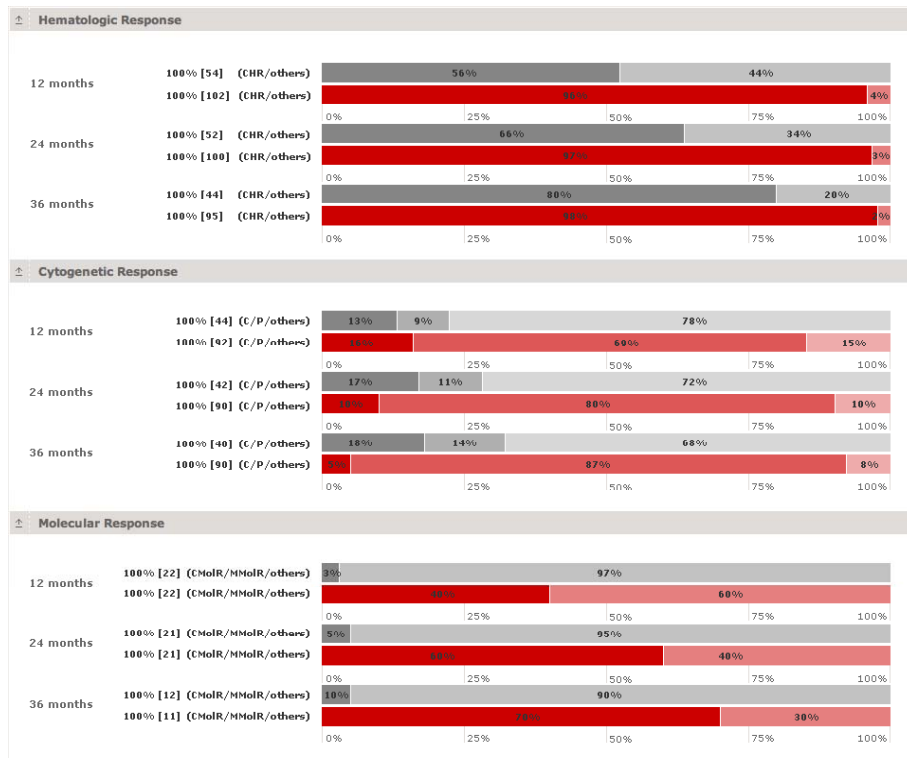 Hematologic Response
12 months
100% [54] (CHR/others) 56% 44%
100% [102] (CHR/others) 4%
0% 25% 50% 75% 100%
24 months
100% [52] (CHR/others) 66% 34%
100% [100] (CHR/others) 3%
0% 25% 50% 75% 100%
36 months
100% [44] (CHR/others) 80% 20%
100% [95] (CHR/others)
0% 25% 50% 75% 100%
Cytogenetic Response
12 months
100% [44] (C/P/others) 13% 9% 78%
100% [92] (C/P/others) 16% 69% 15%
0% 25% 50% 75% 100%
24 months
100% [42] (C/P/others) 17% 11% 72%
100% [90] (C/P/others) 10% 80% 10%
0% 25% 50% 75% 100%
36 months
100% [40] (C/P/others) 18% 14% 68%
100% [90] (C/P/others) 5% 87% 8%
0% 25% 50% 75% 100%
Molecular Response
12 months
100% [22] (CMolR/MMolR/others) 3% 97%
100% [22] (CMolR/MMolR/others) 60%
0% 25% 50% 75% 100%
24 months
100% [21] (CMolR/MMolR/others) 5% 95%
100% [21] (CMolR/MMolR/others) 40%
0% 25% 50% 75% 100%
36 months
100% [12] (CMolR/MMolR/others) 10% 90%
100% [11] (CMolR/MMolR/others) 30%
0% 25% 50% 75% 100%